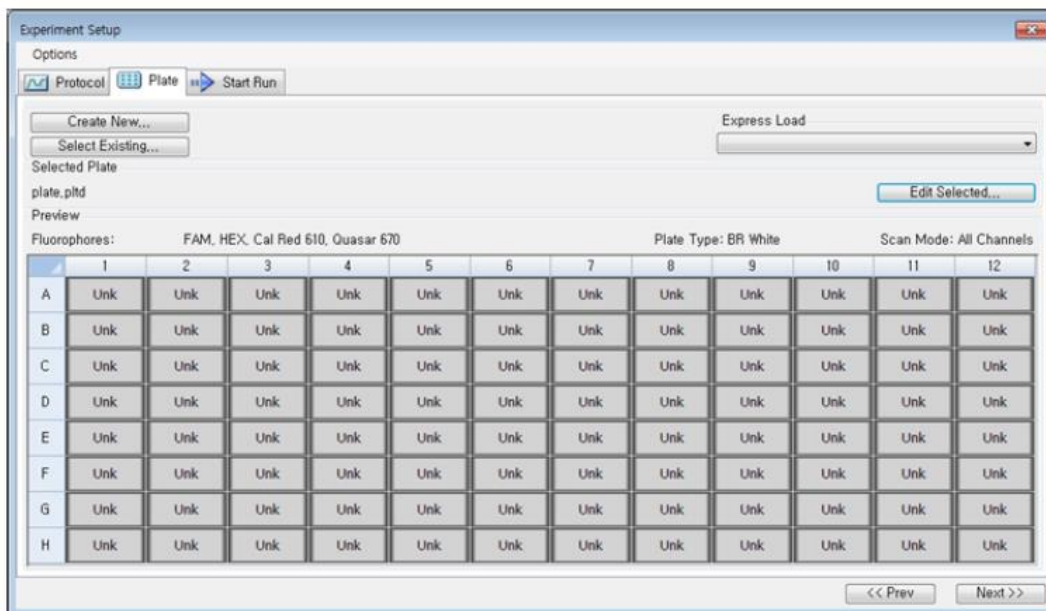 Experiment Setup
Options
Protocol Plate Start Run
Create New...
Express Load
Select Existing...
Selected Plate
plate.pltd
Edit Selected...
Preview
Fluorophores: FAM, HEX, Cal Red 610, Quasar 670 Plate Type: BR White Scan Mode: All Channels
1 2 3 4 5 6 7 8 9 10 11 12
A Unk Unk Unk Unk Unk Unk Unk Unk Unk Unk Unk Unk
B Unk Unk Unk Unk Unk Unk Unk Unk Unk Unk Unk Unk
C Unk Unk Unk Unk Unk Unk Unk Unk Unk Unk Unk Unk
D Unk Unk Unk Unk Unk Unk Unk Unk Unk Unk Unk Unk
E Unk Unk Unk Unk Unk Unk Unk Unk Unk Unk Unk Unk
F Unk Unk Unk Unk Unk Unk Unk Unk Unk Unk Unk Unk
G Unk Unk Unk Unk Unk Unk Unk Unk Unk Unk Unk Unk
H Unk Unk Unk Unk Unk Unk Unk Unk Unk Unk Unk Unk
<< Prev Next >>